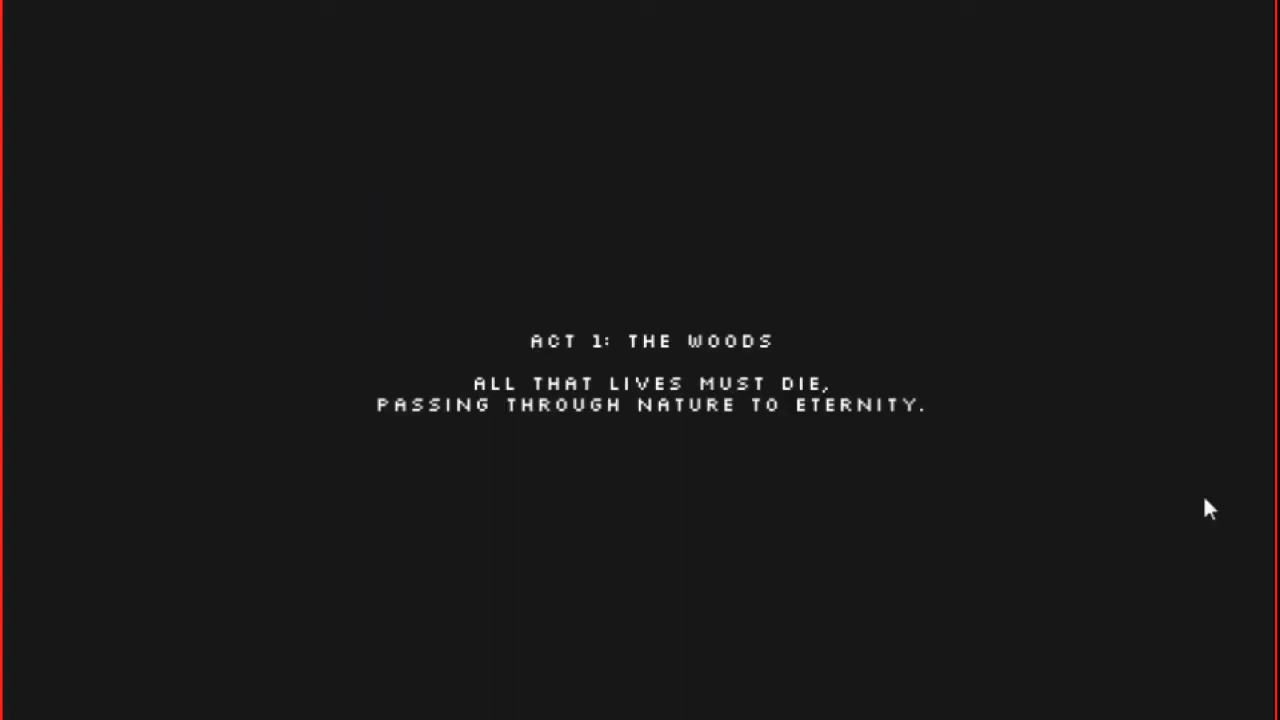 ACT 1: THE WOODS
ALL THAT LIVES MUST DIE,
PASSING THROUGH NATURE TO ETERNITY.